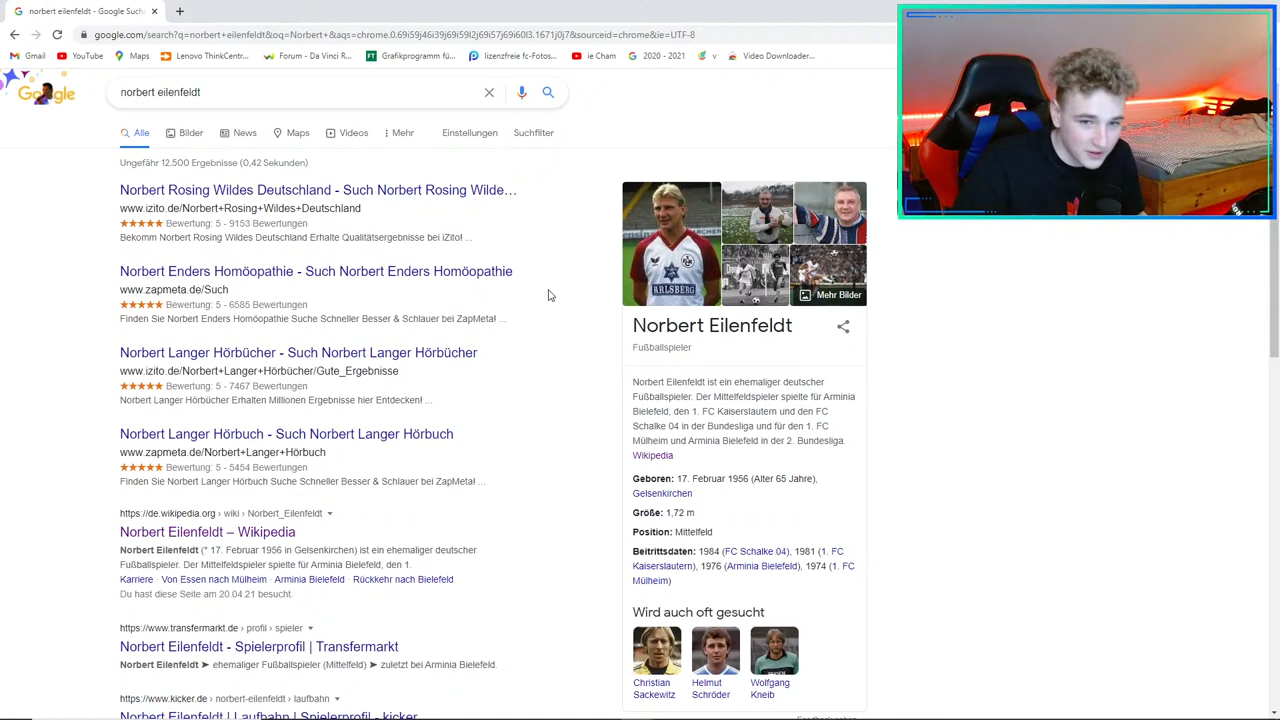 norbert eilenfeldt - Google Such
google.com/search?q=norbert+eilenfeldt&oq=Norbert+&aqs=chrome.0.69i59j46i39j69i59l2j69i57j69i60l3.1671j0j7&sourceid=chrome&ie=UTF-8
Gmail YouTube Maps Lenovo ThinkCentr... Forum - Da Vinci R... Grafikprogramm fü... lizenzfreie fc-Fotos... ie Cham 2020 - 2021 v Video Downloader...
Google
norbert eilenfeldt
Alle Bilder News Maps Videos Mehr Einstellungen Suchfilter
Ungefähr 12.500 Ergebnisse (0,42 Sekunden)
Norbert Rosing Wildes Deutschland - Such Norbert Rosing Wilde...
www.izito.de/Norbert+Rosing+Wildes+Deutschland
Bewertung: 5 - 9153 Bewertungen
Bekomm Norbert Rosing Wildes Deutschland Erhalte Qualitätsergebnisse bei iZito! ...
Norbert Enders Homöopathie - Such Norbert Enders Homöopathie
www.zapmeta.de/Such
Bewertung: 5 - 6585 Bewertungen
Finden Sie Norbert Enders Homöopathie Suche Schneller Besser & Schlauer bei ZapMeta! ...
Norbert Langer Hörbücher - Such Norbert Langer Hörbücher
www.izito.de/Norbert+Langer+Hörbücher/Gute_Ergebnisse
Bewertung: 5 - 7467 Bewertungen
Norbert Langer Hörbücher Erhalten Millionen Ergebnisse hier Entdecken! ...
Norbert Langer Hörbuch - Such Norbert Langer Hörbuch
www.zapmeta.de/Norbert+Langer+Hörbuch
Bewertung: 5 - 5454 Bewertungen
Finden Sie Norbert Langer Hörbuch Suche Schneller Besser & Schlauer bei ZapMeta! ...
https://de.wikipedia.org › wiki › Norbert_Eilenfeldt
Norbert Eilenfeldt – Wikipedia
Norbert Eilenfeldt (* 17. Februar 1956 in Gelsenkirchen) ist ein ehemaliger deutscher
Fußballspieler. Der Mittelfeldspieler spielte für Arminia Bielefeld, den 1.
Karriere · Von Essen nach Mülheim · Arminia Bielefeld · Rückkehr nach Bielefeld
Du hast diese Seite am 20.04.21 besucht.
https://www.transfermarkt.de › profil › spieler
Norbert Eilenfeldt - Spielerprofil | Transfermarkt
Norbert Eilenfeldt ➤ ehemaliger Fußballspieler (Mittelfeld) ➤ zuletzt bei Arminia Bielefeld.
https://www.kicker.de › norbert-eilenfeldt › laufbahn
Norbert Eilenfeldt | Laufbahn | Spielerprofil - kicker
KARLSBERG
Mehr Bilder
Norbert Eilenfeldt
Fußballspieler
Norbert Eilenfeldt ist ein ehemaliger deutscher
Fußballspieler. Der Mittelfeldspieler spielte für Arminia
Bielefeld, den 1. FC Kaiserslautern und den FC
Schalke 04 in der Bundesliga und für den 1. FC
Mülheim und Arminia Bielefeld in der 2. Bundesliga.
Wikipedia
Geboren: 17. Februar 1956 (Alter 65 Jahre),
Gelsenkirchen
Größe: 1,72 m
Position: Mittelfeld
Beitrittsdaten: 1984 (FC Schalke 04), 1981 (1. FC
Kaiserslautern), 1976 (Arminia Bielefeld), 1974 (1. FC
Mülheim)
Wird auch oft gesucht
Christian
Sackewitz
Helmut
Schröder
Wolfgang
Kneib